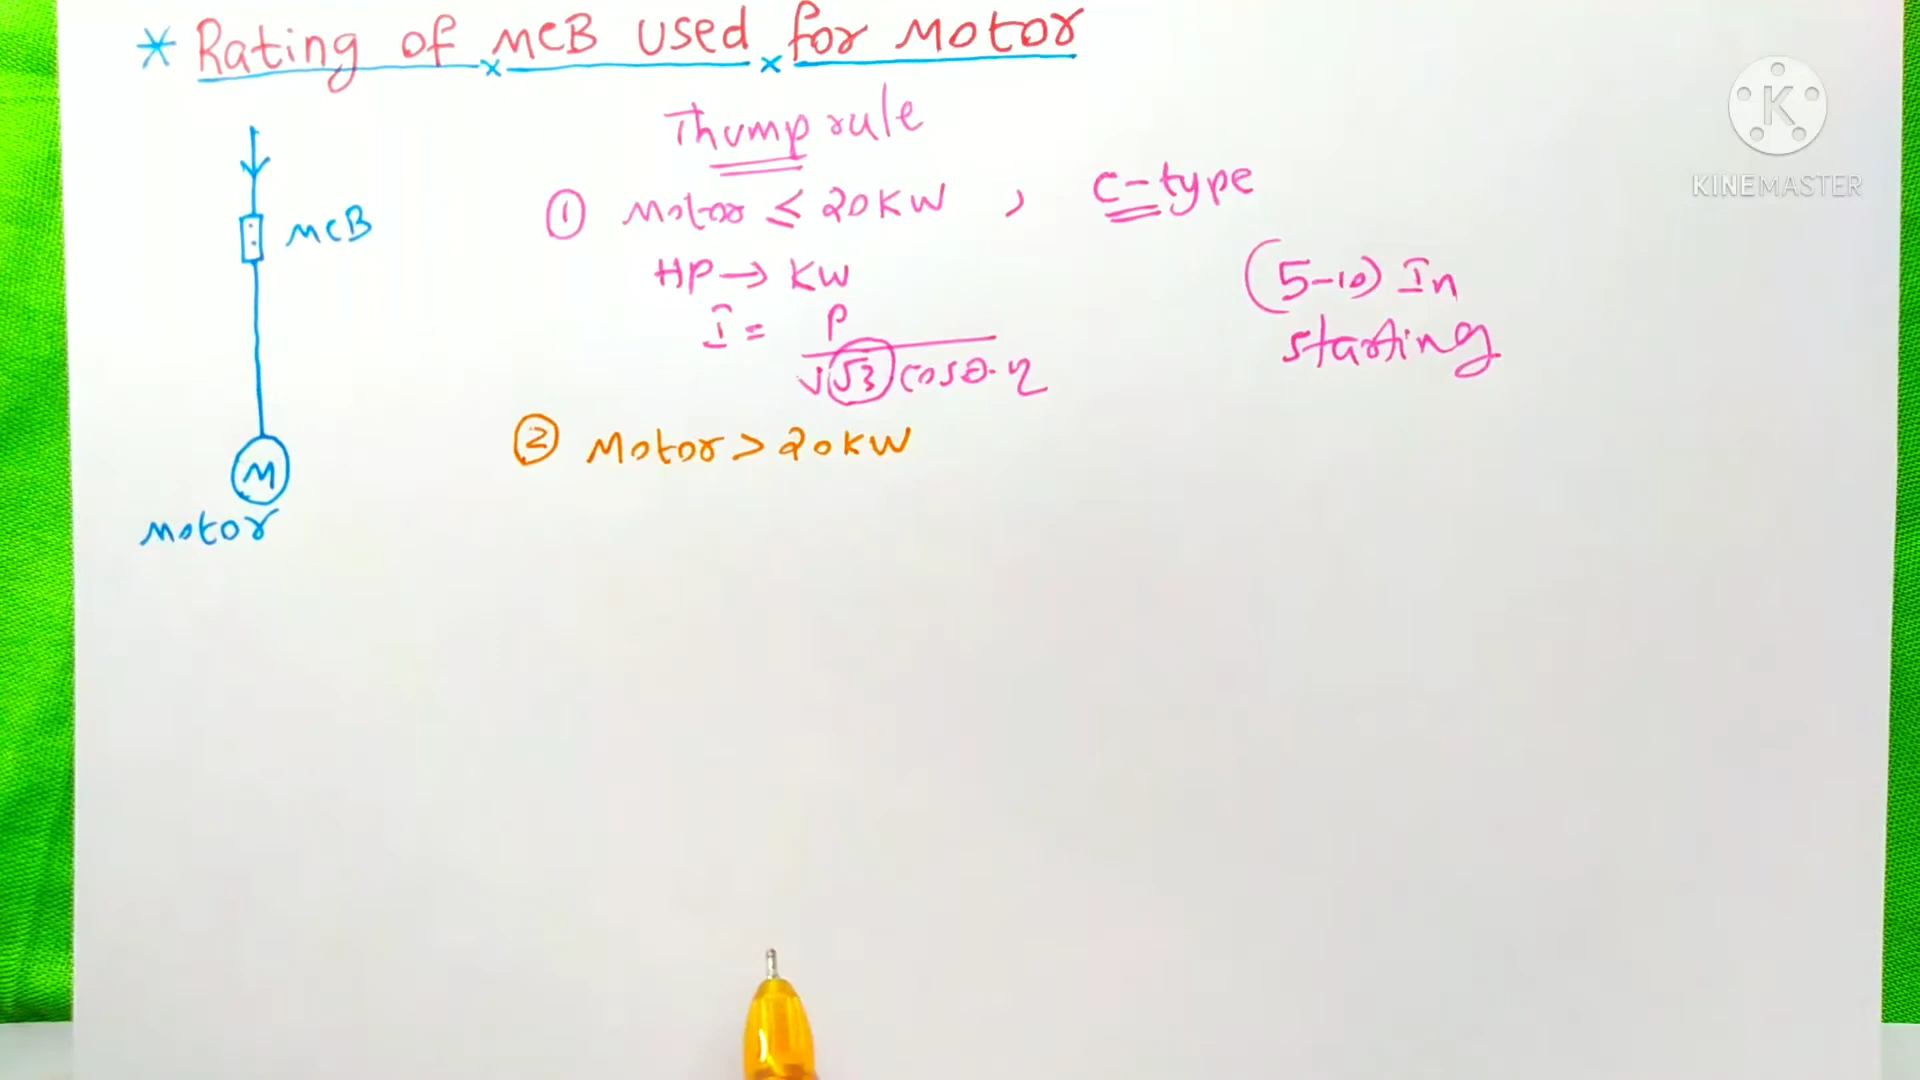 * Rating of MCB used for Motor
Thump rule
① Motor ≤ 20KW , C-type
HP → KW
(5-10) In
starting
I = P
V√3 cosθ·η
② Motor > 20KW
MCB
M
Motor
K
KINEMASTER